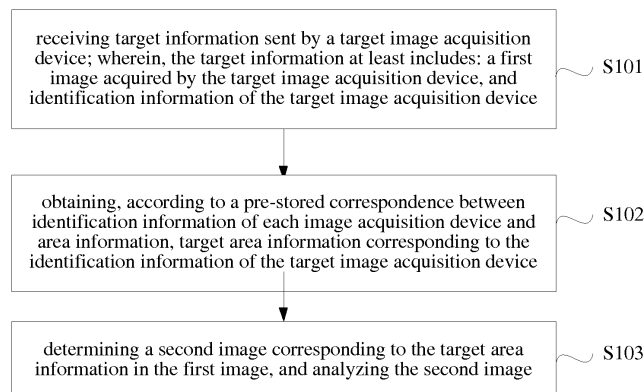 receiving target information sent by a target image acquisition
device; wherein, the target information at least includes: a first
image acquired by the target image acquisition device, and
identification information of the target image acquisition device
S101
obtaining, according to a pre-stored correspondence between
identification information of each image acquisition device and
area information, target area information corresponding to the
identification information of the target image acquisition device
S102
determining a second image corresponding to the target area
information in the first image, and analyzing the second image
S103